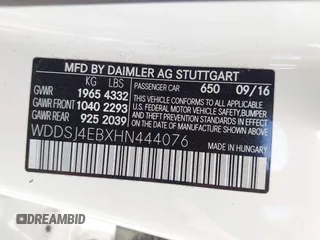 MFD BY DAIMLER AG STUTTGART
KG LBS
GVWR 1965 4332
GAWR FRONT 1040 2293
GAWR REAR 925 2039
PASSENGER CAR 650 09/16
THIS VEHICLE CONFORMS TO ALL APPLICABLE
U.S. FEDERAL MOTOR VEHICLE SAFETY, BUMPER
AND THEFT PREVENTION STANDARDS IN EFFECT
ON THE DATE OF MANUFACTURE SHOWN ABOVE.
WDDSJ4EBXHN444076
MADE IN HUNGARY
DREAMBID